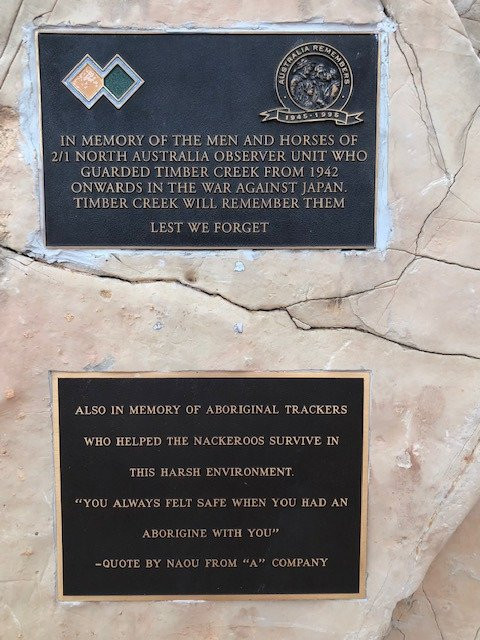 AUSTRALIA REMEMBERS
1945-1995
IN MEMORY OF THE MEN AND HORSES OF
2/1 NORTH AUSTRALIA OBSERVER UNIT WHO
GUARDED TIMBER CREEK FROM 1942
ONWARDS IN THE WAR AGAINST JAPAN.
TIMBER CREEK WILL REMEMBER THEM
LEST WE FORGET
ALSO IN MEMORY OF ABORIGINAL TRACKERS
WHO HELPED THE NACKEROOS SURVIVE IN
THIS HARSH ENVIRONMENT.
"YOU ALWAYS FELT SAFE WHEN YOU HAD AN
ABORIGINE WITH YOU"
-QUOTE BY NAOU FROM "A" COMPANY